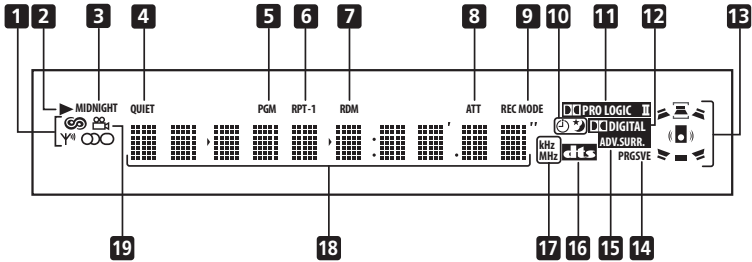 1 2 3 4 5 6 7 8 9 10 11 12 13
MIDNIGHT QUIET PGM RPT-1 RDM ATT REC MODE PRO LOGIC II
DIGITAL
kHz ADV.SURR.
MHz dts PRGSVE
19 18 17 16 15 14